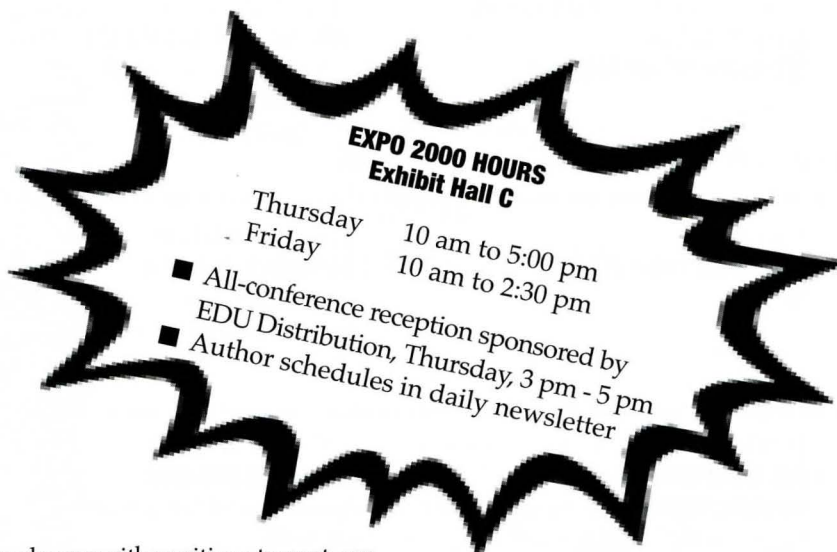 EXPO 2000 HOURS
Exhibit Hall C
Thursday 10 am to 5:00 pm
Friday 10 am to 2:30 pm
■ All-conference reception sponsored by
EDU Distribution, Thursday, 3 pm - 5 pm
■ Author schedules in daily newsletter